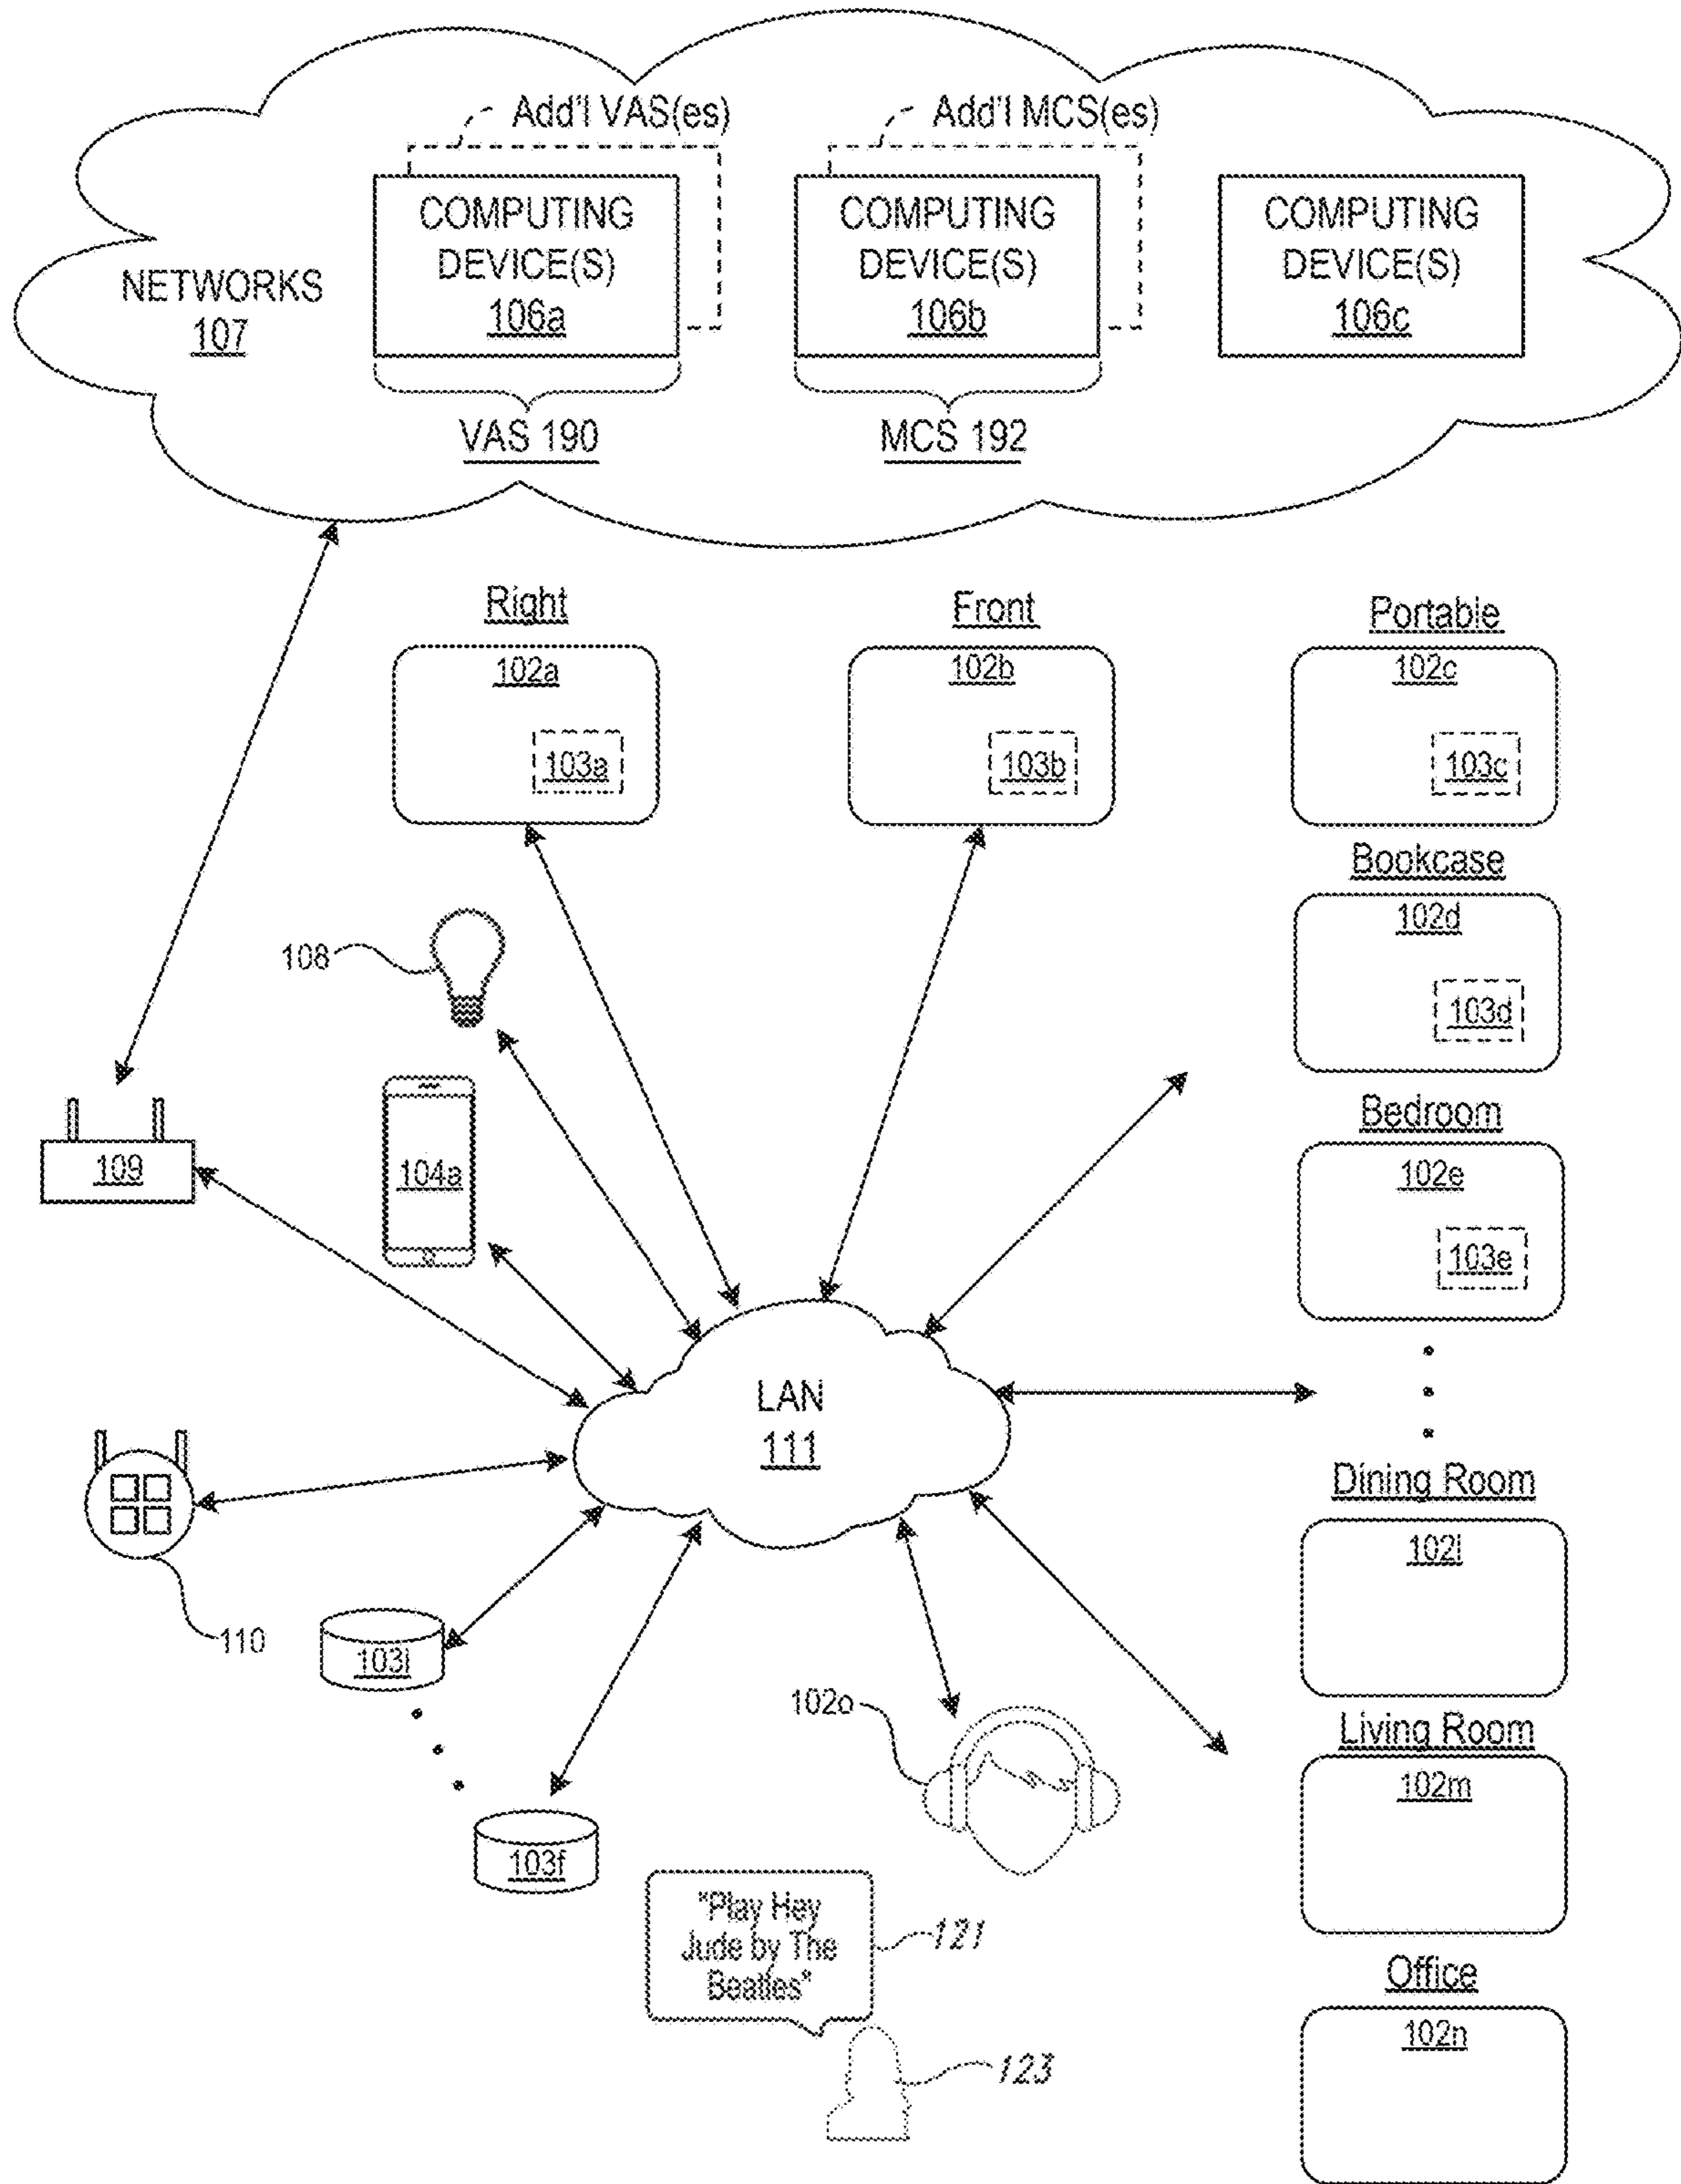 Add'l VAS(es)
Add'l MCS(es)
COMPUTING
DEVICE(S)
106a
COMPUTING
DEVICE(S)
106b
COMPUTING
DEVICE(S)
106c
NETWORKS
107
VAS 190
MCS 192
Right
102a
103a
Front
102b
103b
Portable
102c
103c
Bookcase
102d
103d
108
104a
109
Bedroom
102e
103e
LAN
111
110
Dining Room
102l
103i
102o
Living Room
102m
103f
"Play Hey
Jude by The
Beatles"
121
123
Office
102n